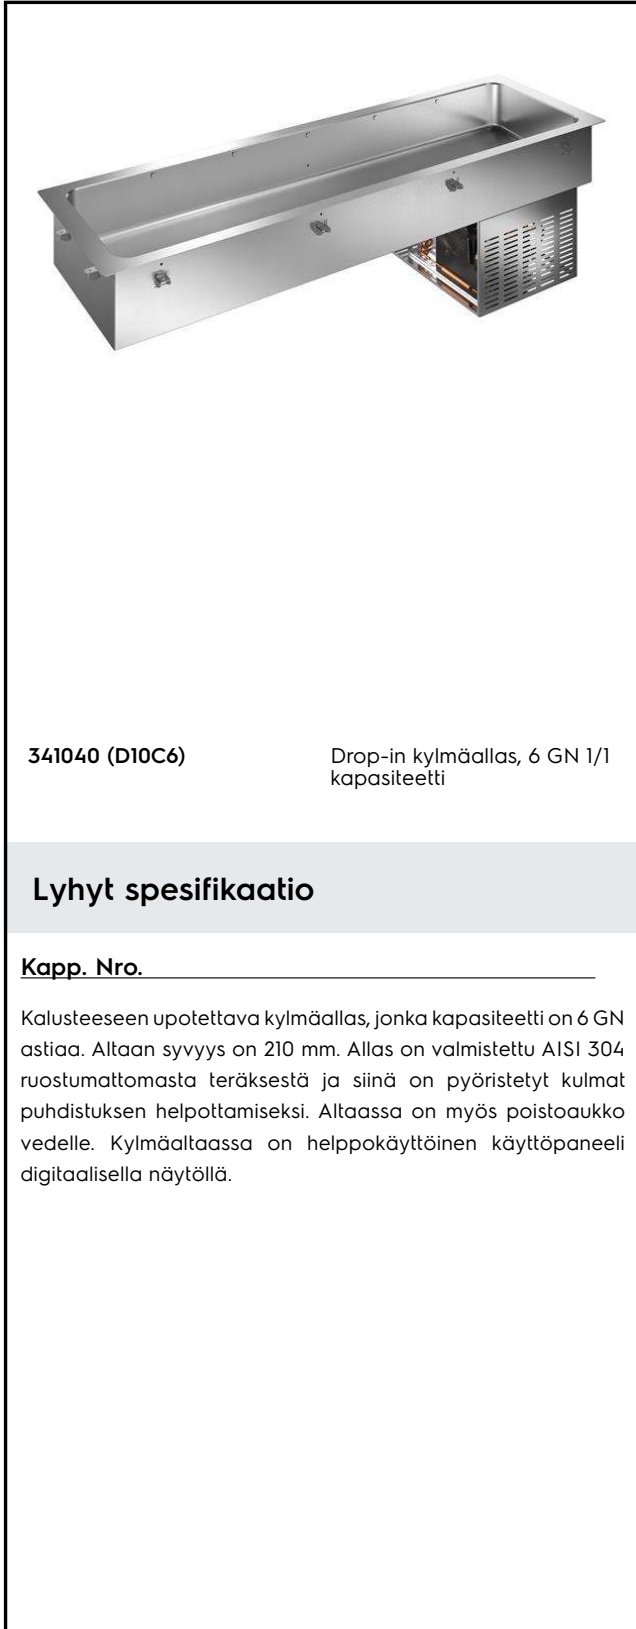 341040 (D10C6)
Drop-in kylmäallas, 6 GN 1/1
kapasiteetti
Lyhyt spesifikaatio
Kapp. Nro.
Kalusteeseen upotettava kylmäallas, jonka kapasiteetti on 6 GN
astiaa. Altaan syvyys on 210 mm. Allas on valmistettu AISI 304
ruostumattomasta teräksestä ja siinä on pyöristetyt kulmat
puhdistuksen helpottamiseksi. Altaassa on myös poistoaukko
vedelle. Kylmäaltaassa on helppokäyttöinen käyttöpaneeli
digitaalisella näytöllä.